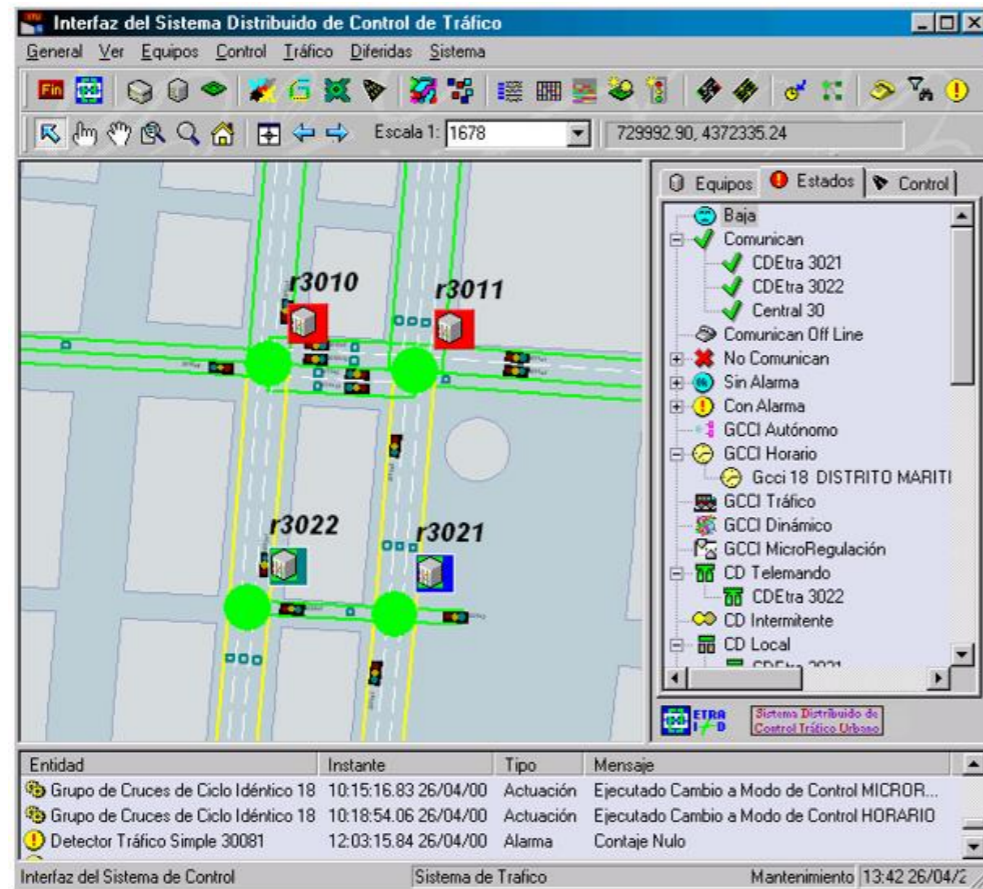 Interfaz del Sistema Distribuido de Control de Tráfico
General Ver Equipos Control Tráfico Diferidas Sistema
Fin
Escala 1: 1678 729992.90, 4372335.24
Equipos Estados Control
Baja
Comunican
CDEtra 3021
CDEtra 3022
Central 30
Comunican Off Line
No Comunican
Sin Alarma
Con Alarma
GCCI Autónomo
GCCI Horario
Gcci 18 DISTRITO MARITI
GCCI Tráfico
GCCI Dinámico
GCCI MicroRegulación
CD Telemando
CDEtra 3022
CD Intermitente
CD Local
CDEtra 3021
r3010
r3011
r3022
r3021
ETRA I+D
Sistema Distribuido de
Control Tráfico Urbano
Entidad Instante Tipo Mensaje
Grupo de Cruces de Ciclo Idéntico 18 10:15:16.83 26/04/00 Actuación Ejecutado Cambio a Modo de Control MICROR...
Grupo de Cruces de Ciclo Idéntico 18 10:18:54.06 26/04/00 Actuación Ejecutado Cambio a Modo de Control HORARIO
Detector Tráfico Simple 30081 12:03:15.84 26/04/00 Alarma Contaje Nulo
Interfaz del Sistema de Control Sistema de Trafico Mantenimiento 13:42 26/04/2